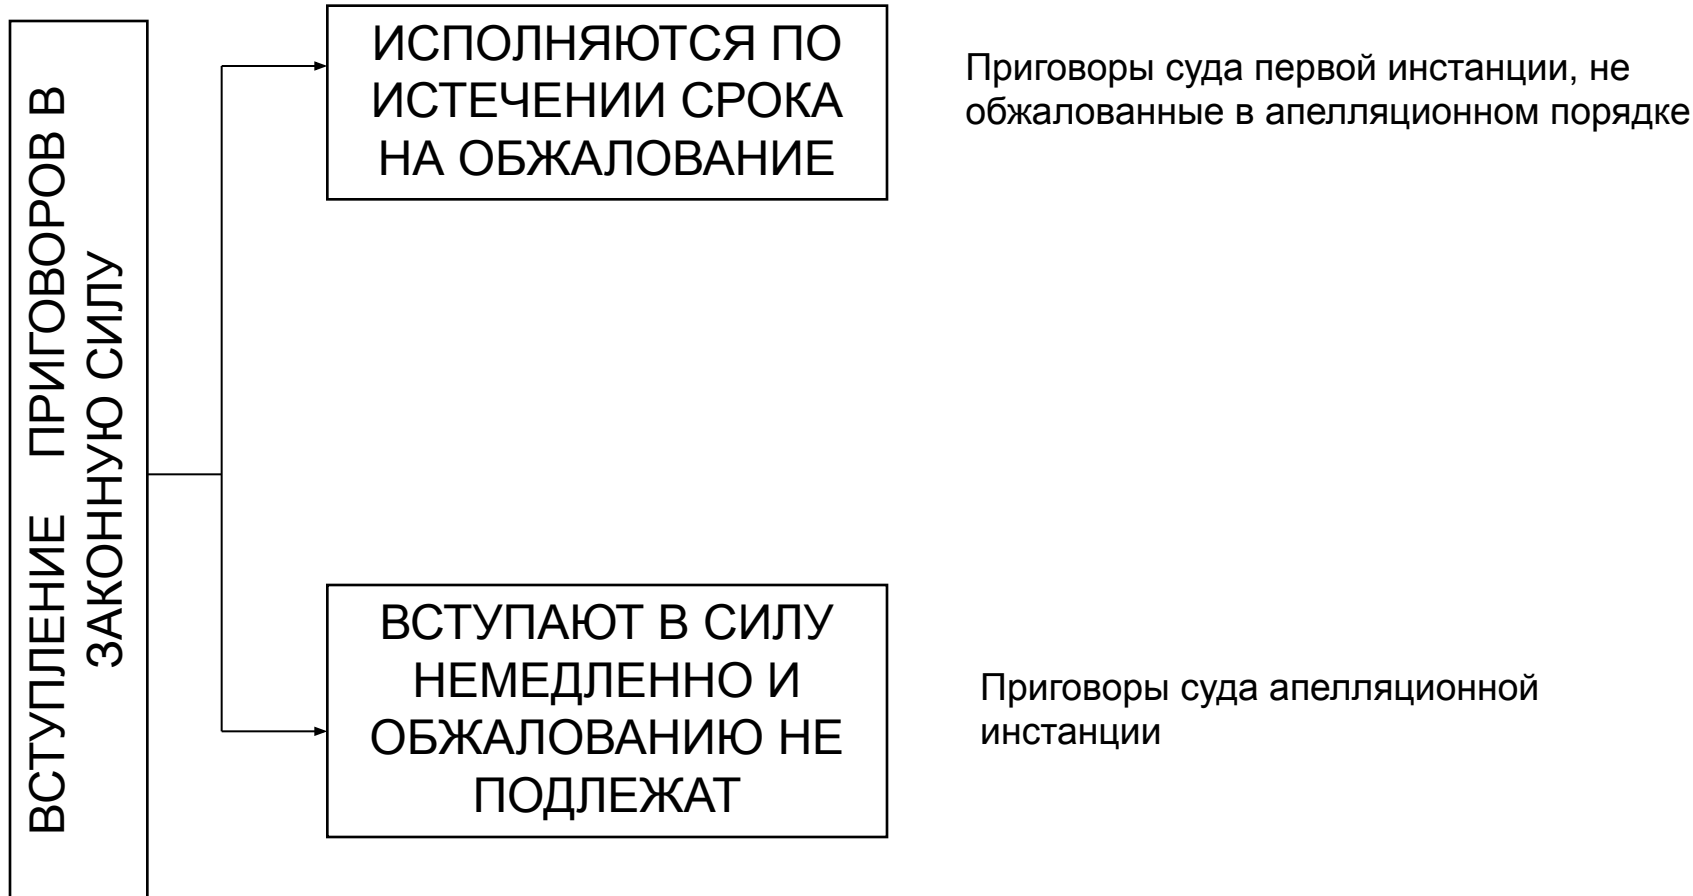 ВСТУПЛЕНИЕ ПРИГОВОРОВ В
ЗАКОННУЮ СИЛУ
ИСПОЛНЯЮТСЯ ПО
ИСТЕЧЕНИИ СРОКА
НА ОБЖАЛОВАНИЕ
Приговоры суда первой инстанции, не
обжалованные в апелляционном порядке
ВСТУПАЮТ В СИЛУ
НЕМЕДЛЕННО И
ОБЖАЛОВАНИЮ НЕ
ПОДЛЕЖАТ
Приговоры суда апелляционной
инстанции